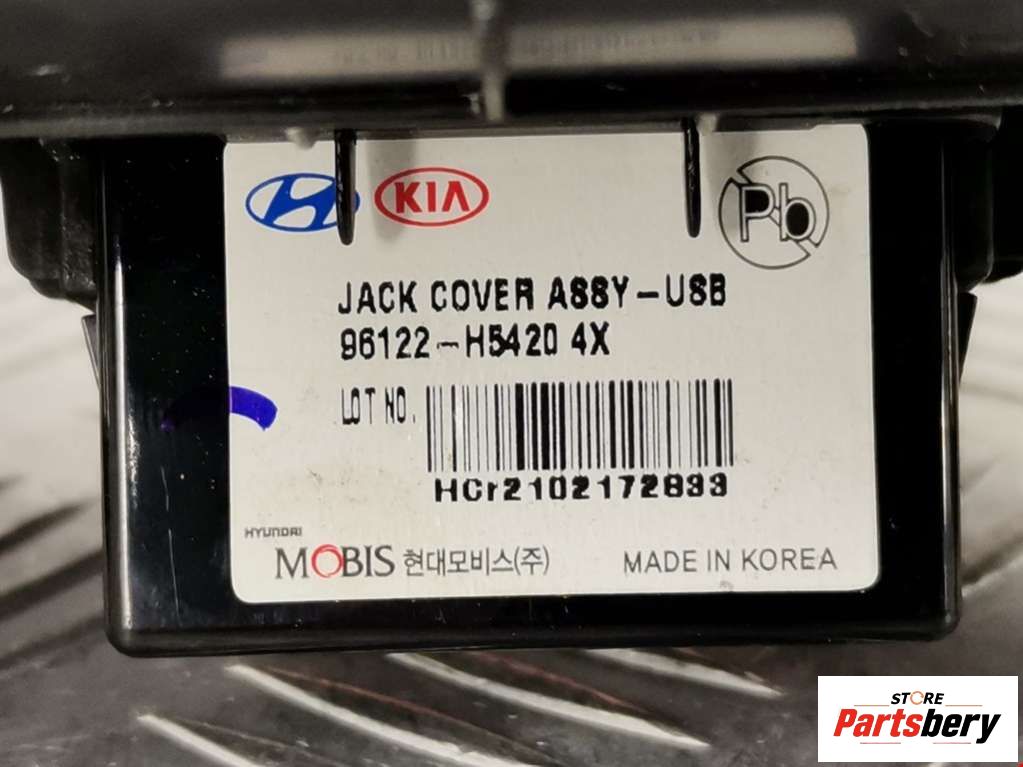 KIA
Pb
JACK COVER ASSY-USB
96122-H5420 4X
LOT NO.
HCr2102172833
HYUNDAI
MOBIS 현대모비스(주)
MADE IN KOREA
STORE
Partsbery